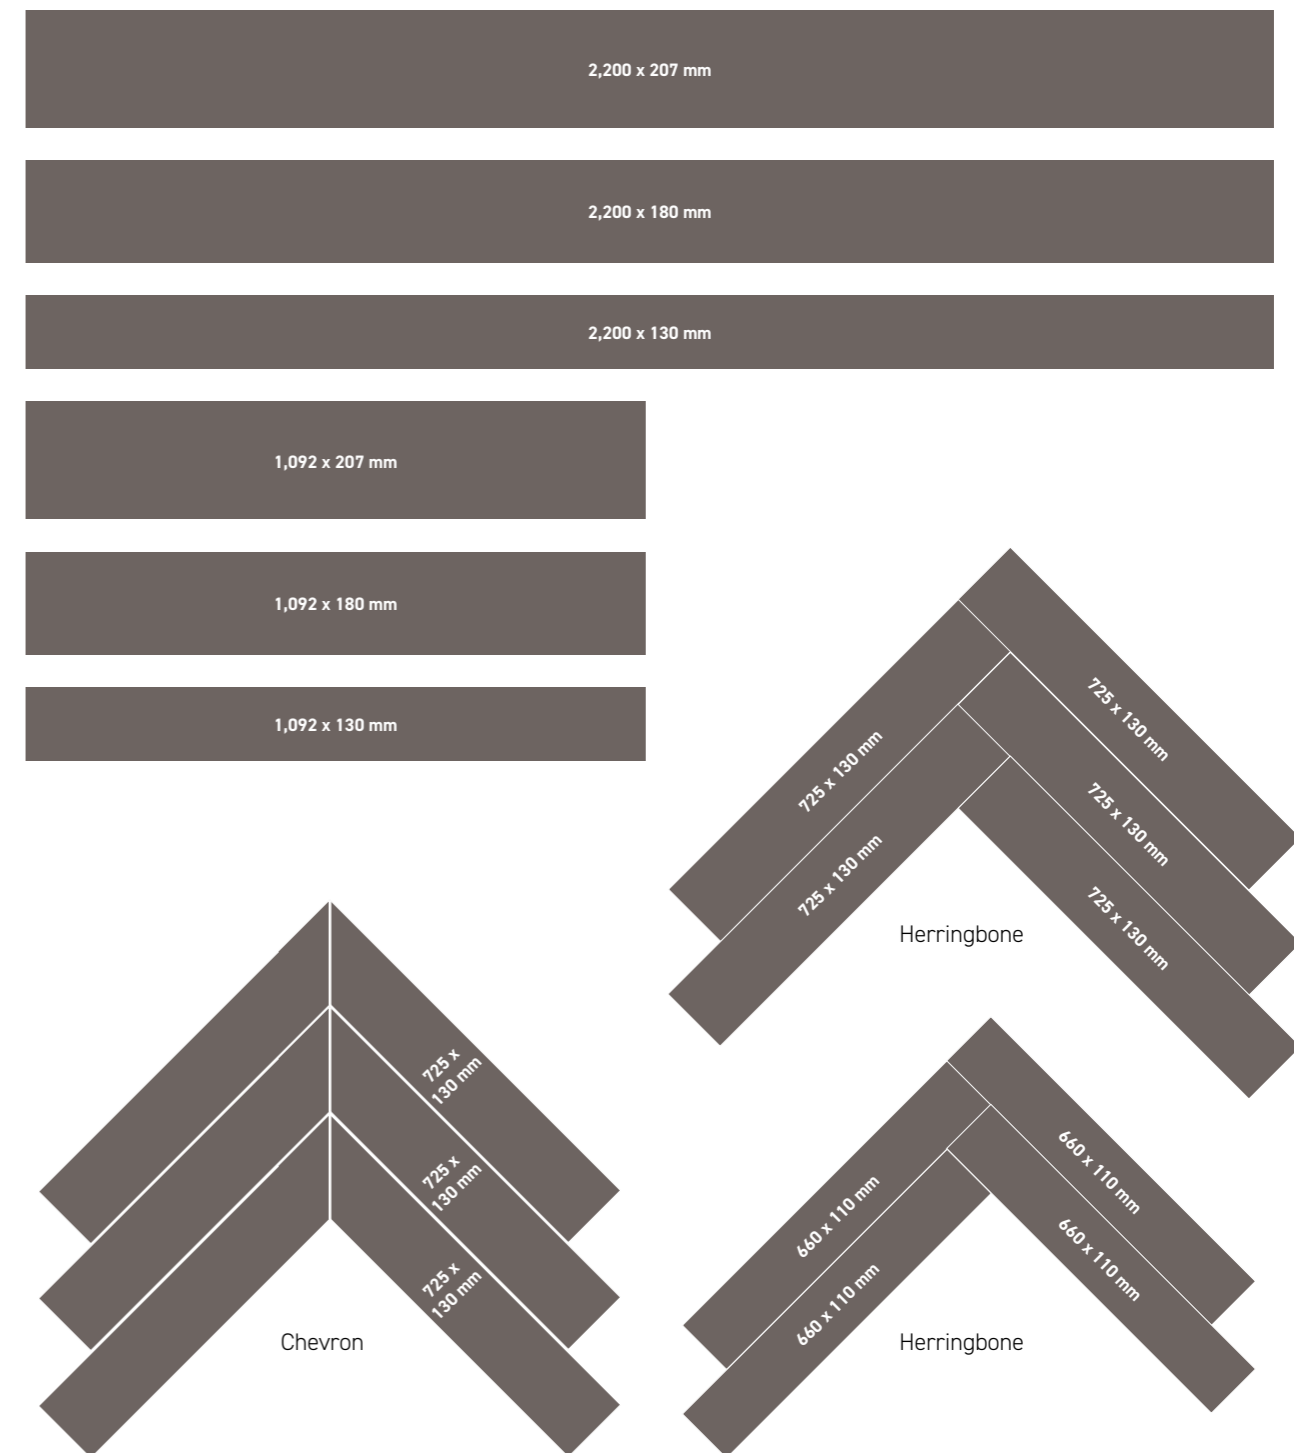 2,200 x 207 mm
2,200 x 180 mm
2,200 x 130 mm
1,092 x 207 mm
1,092 x 180 mm
1,092 x 130 mm
725 x 130 mm
725 x 130 mm
725 x 130 mm
725 x 130 mm
725 x 130 mm
Herringbone
725 x
130 mm
725 x
130 mm
725 x
130 mm
Chevron
660 x 110 mm
660 x 110 mm
660 x 110 mm
660 x 110 mm
Herringbone